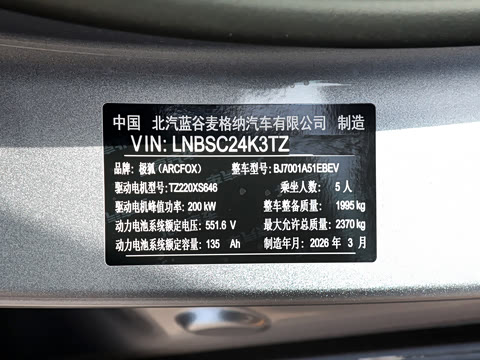 中国 北汽蓝谷麦格纳汽车有限公司 制造
VIN: LNBSC24K3TZ
品牌：极狐（ARCFOX） 整车型号：BJ7001A51EBEV
驱动电机型号：TZ220XS646 乘坐人数： 5 人
驱动电机峰值功率：200 kW 整车整备质量： 1995 kg
动力电池系统额定电压：551.6 V 最大允许总质量：2370 kg
动力电池系统额定容量：135 Ah 制造年月：2026 年 3 月